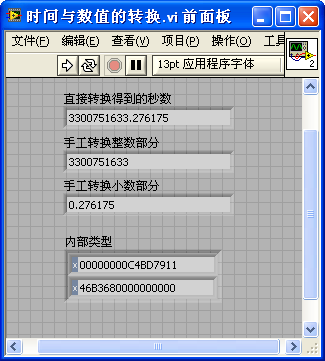 时间与数值的转换.vi 前面板
文件(F) 编辑(E) 查看(V) 项目(P) 操作(O) 工具
13pt 应用程序字体
2
直接转换得到的秒数
3300751633.276175
手工转换整数部分
3300751633
手工转换小数部分
0.276175
内部类型
x 00000000C4BD7911
x 46B3680000000000